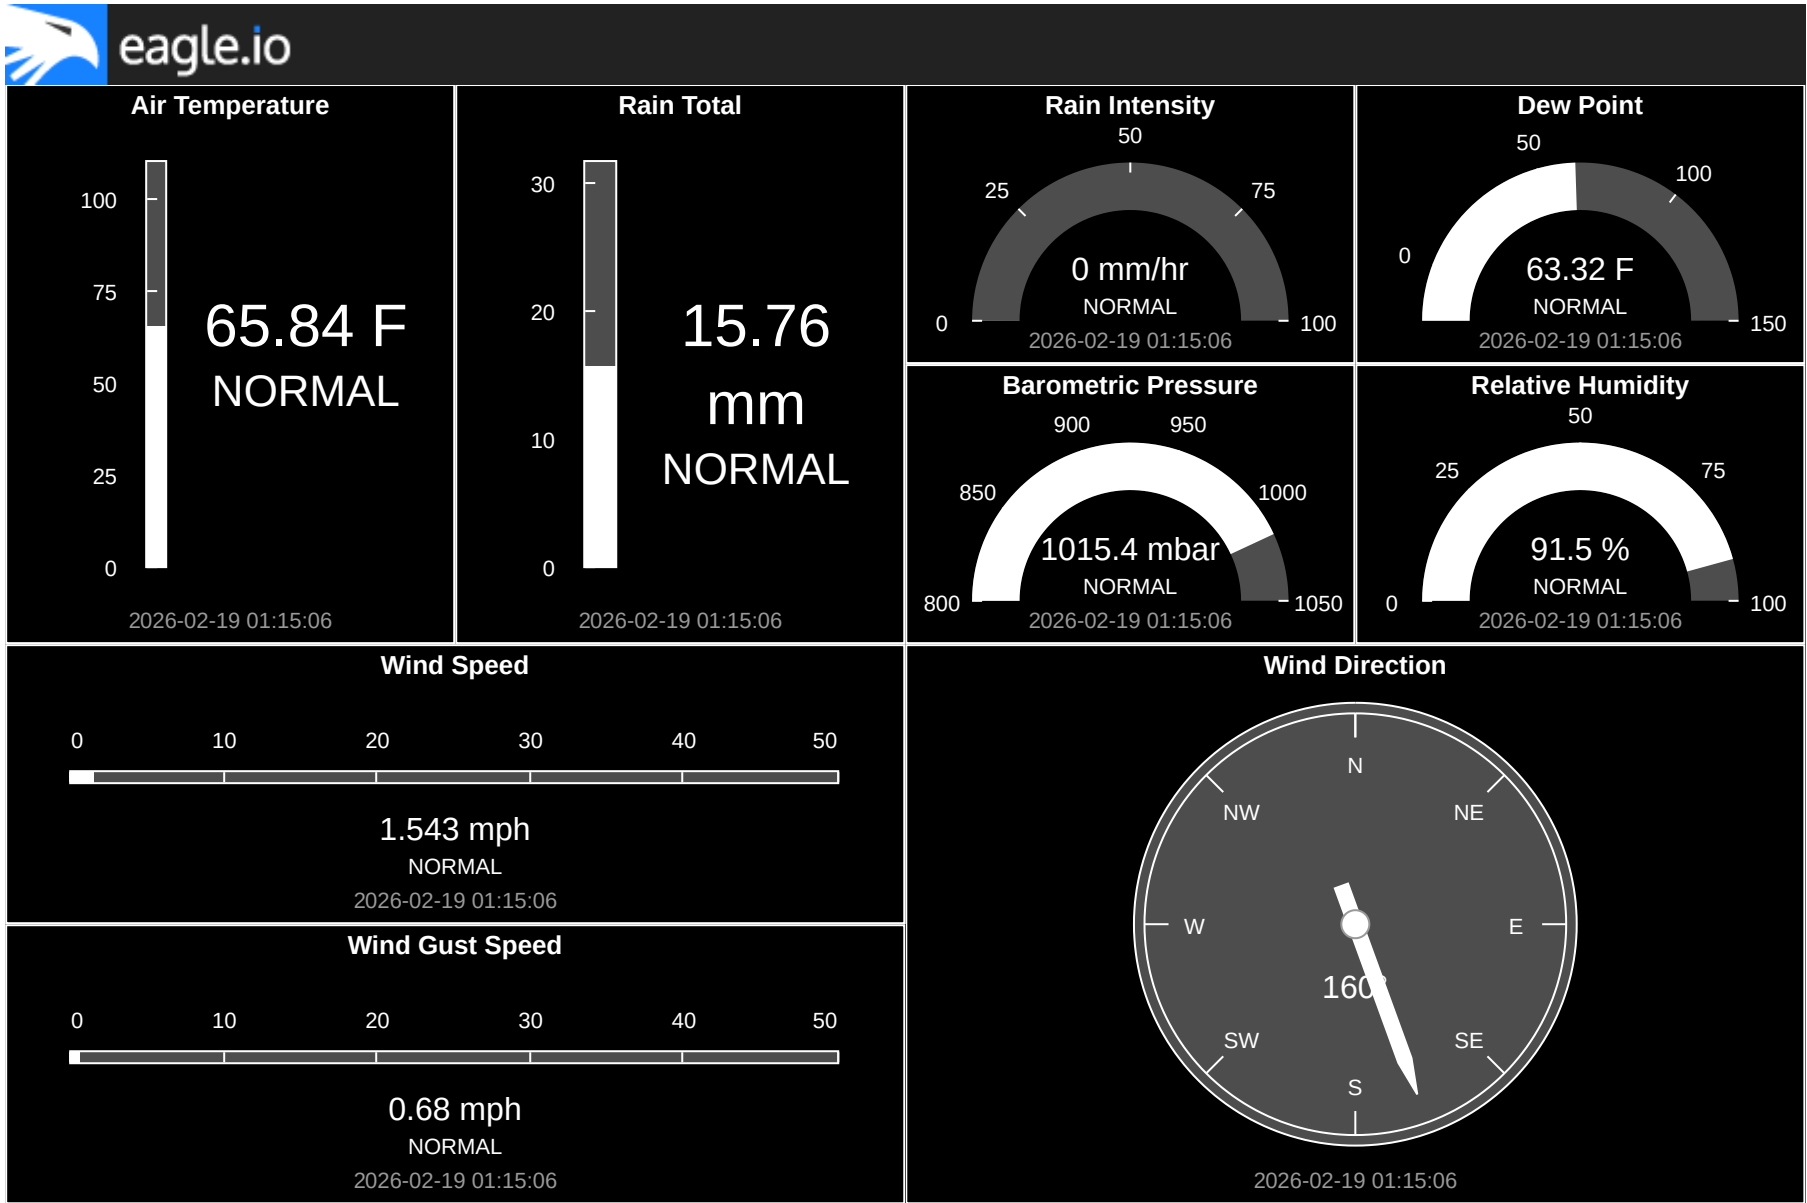 eagle.io
Air Temperature
100
75
50
25
0
65.84 F
NORMAL
2026-02-19 01:15:06
Rain Total
30
20
10
0
15.76
mm
NORMAL
2026-02-19 01:15:06
Rain Intensity
0
25
50
75
100
0 mm/hr
NORMAL
2026-02-19 01:15:06
Dew Point
0
50
100
150
63.32 F
NORMAL
2026-02-19 01:15:06
Barometric Pressure
800
850
900
950
1000
1050
1015.4 mbar
NORMAL
2026-02-19 01:15:06
Relative Humidity
0
25
50
75
100
91.5 %
NORMAL
2026-02-19 01:15:06
Wind Speed
0 10 20 30 40 50
1.543 mph
NORMAL
2026-02-19 01:15:06
Wind Gust Speed
0 10 20 30 40 50
0.68 mph
NORMAL
2026-02-19 01:15:06
Wind Direction
N
NW NE
W E
160°
SW SE
S
2026-02-19 01:15:06